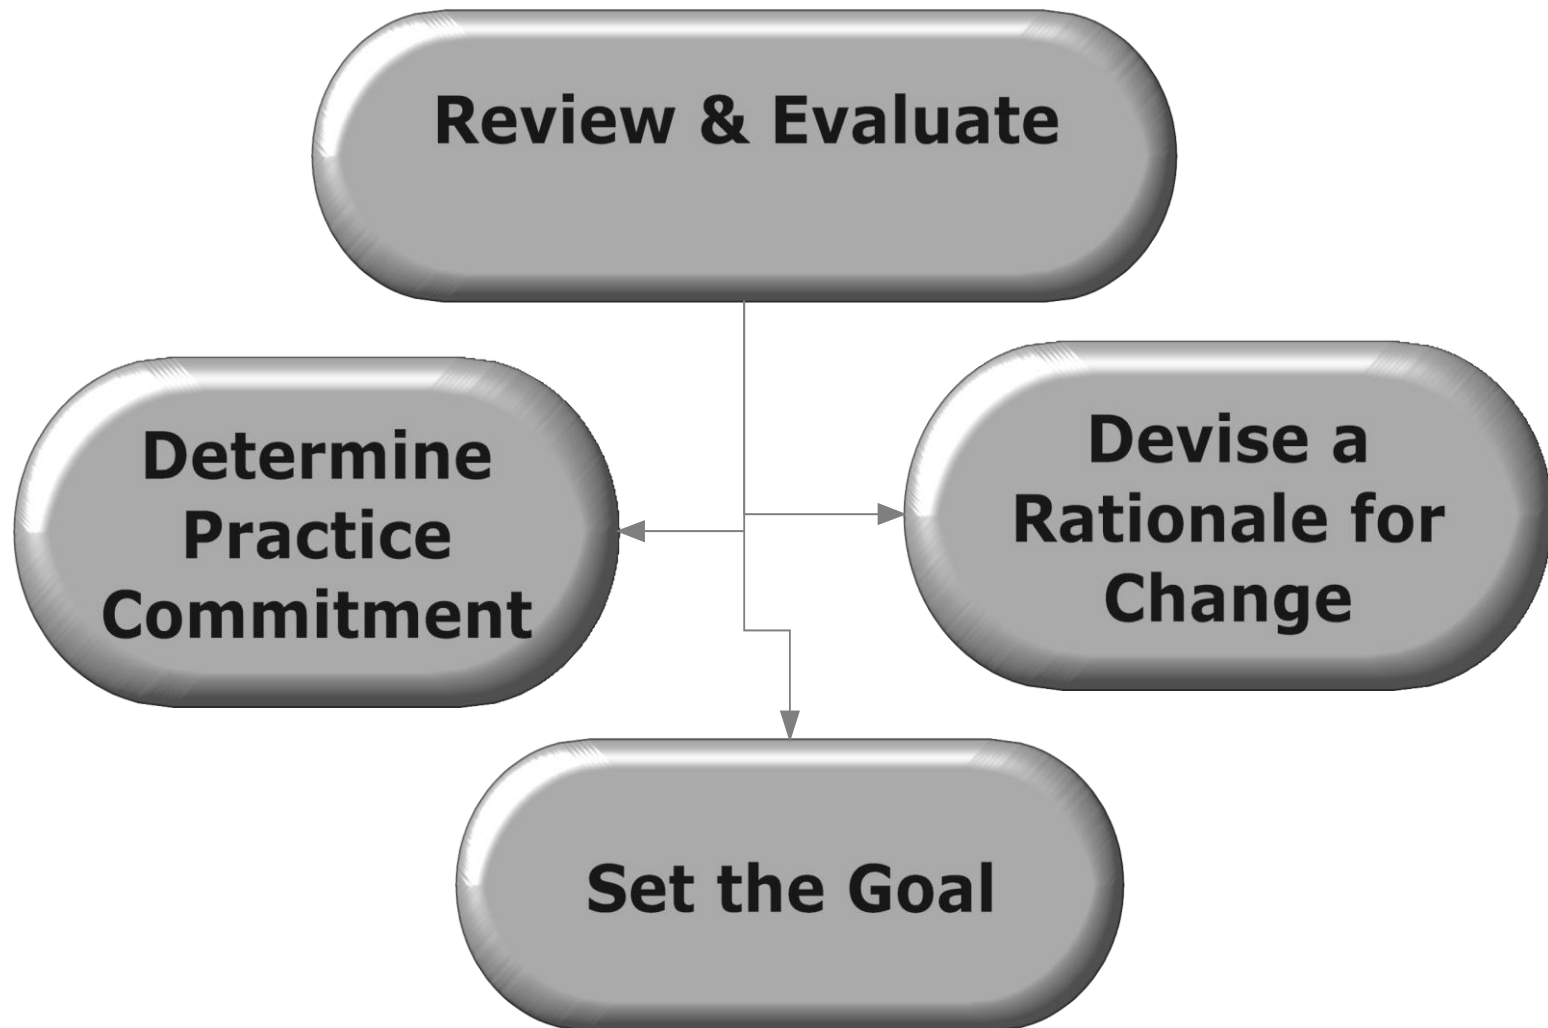 Review & Evaluate
Determine
Practice
Commitment
Devise a
Rationale for
Change
Set the Goal